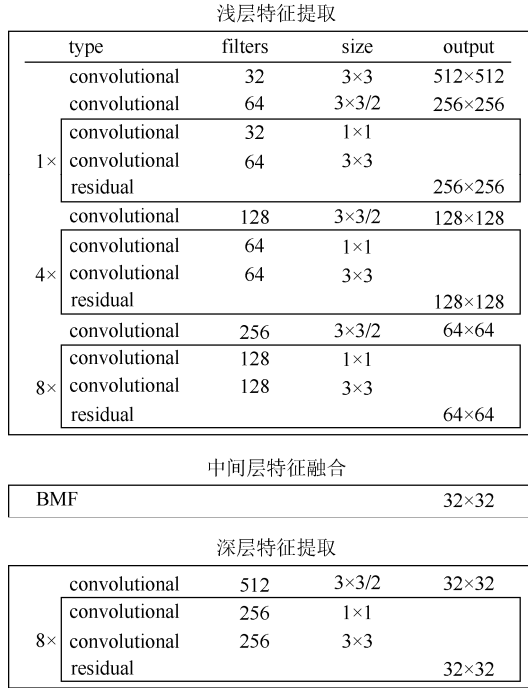 浅层特征提取
type filters size output
convolutional 32 3×3 512×512
convolutional 64 3×3/2 256×256
convolutional 32 1×1
1× convolutional 64 3×3
residual 256×256
convolutional 128 3×3/2 128×128
convolutional 64 1×1
4× convolutional 64 3×3
residual 128×128
convolutional 256 3×3/2 64×64
convolutional 128 1×1
8× convolutional 128 3×3
residual 64×64
中间层特征融合
BMF 32×32
深层特征提取
convolutional 512 3×3/2 32×32
convolutional 256 1×1
8× convolutional 256 3×3
residual 32×32